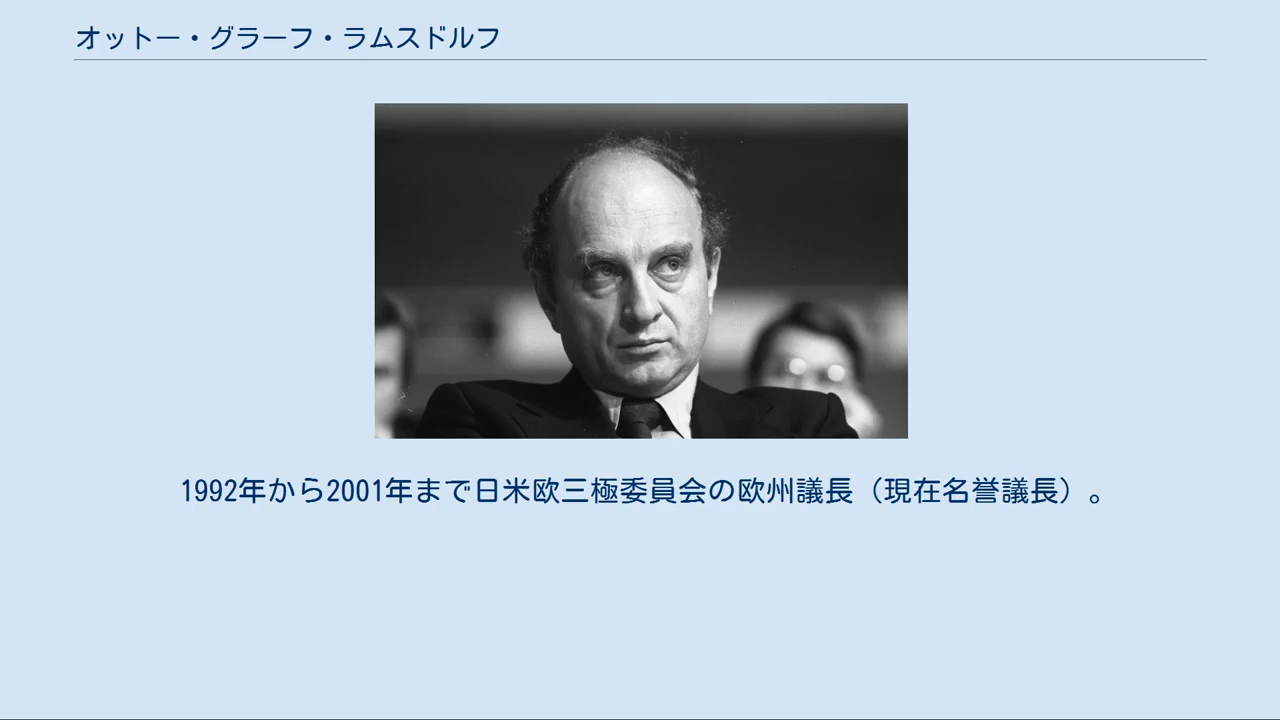 オットー・グラーフ・ラムスドルフ
1992年から2001年まで日米欧三極委員会の欧州議長（現在名誉議長）。